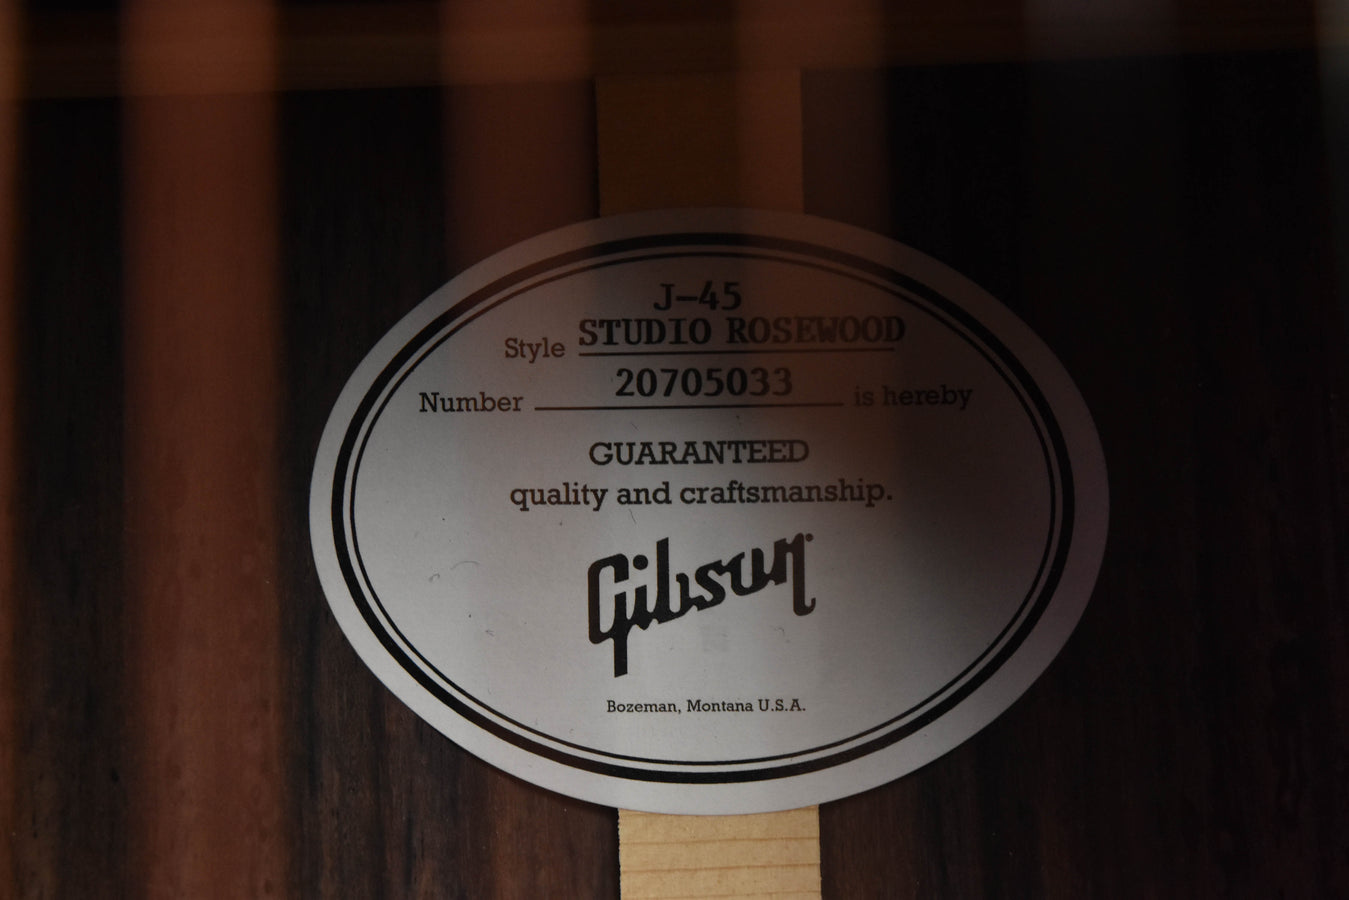 J-45
Style STUDIO ROSEWOOD
Number 20705033 is hereby
GUARANTEED
quality and craftsmanship.
Gibson
Bozeman, Montana U.S.A.